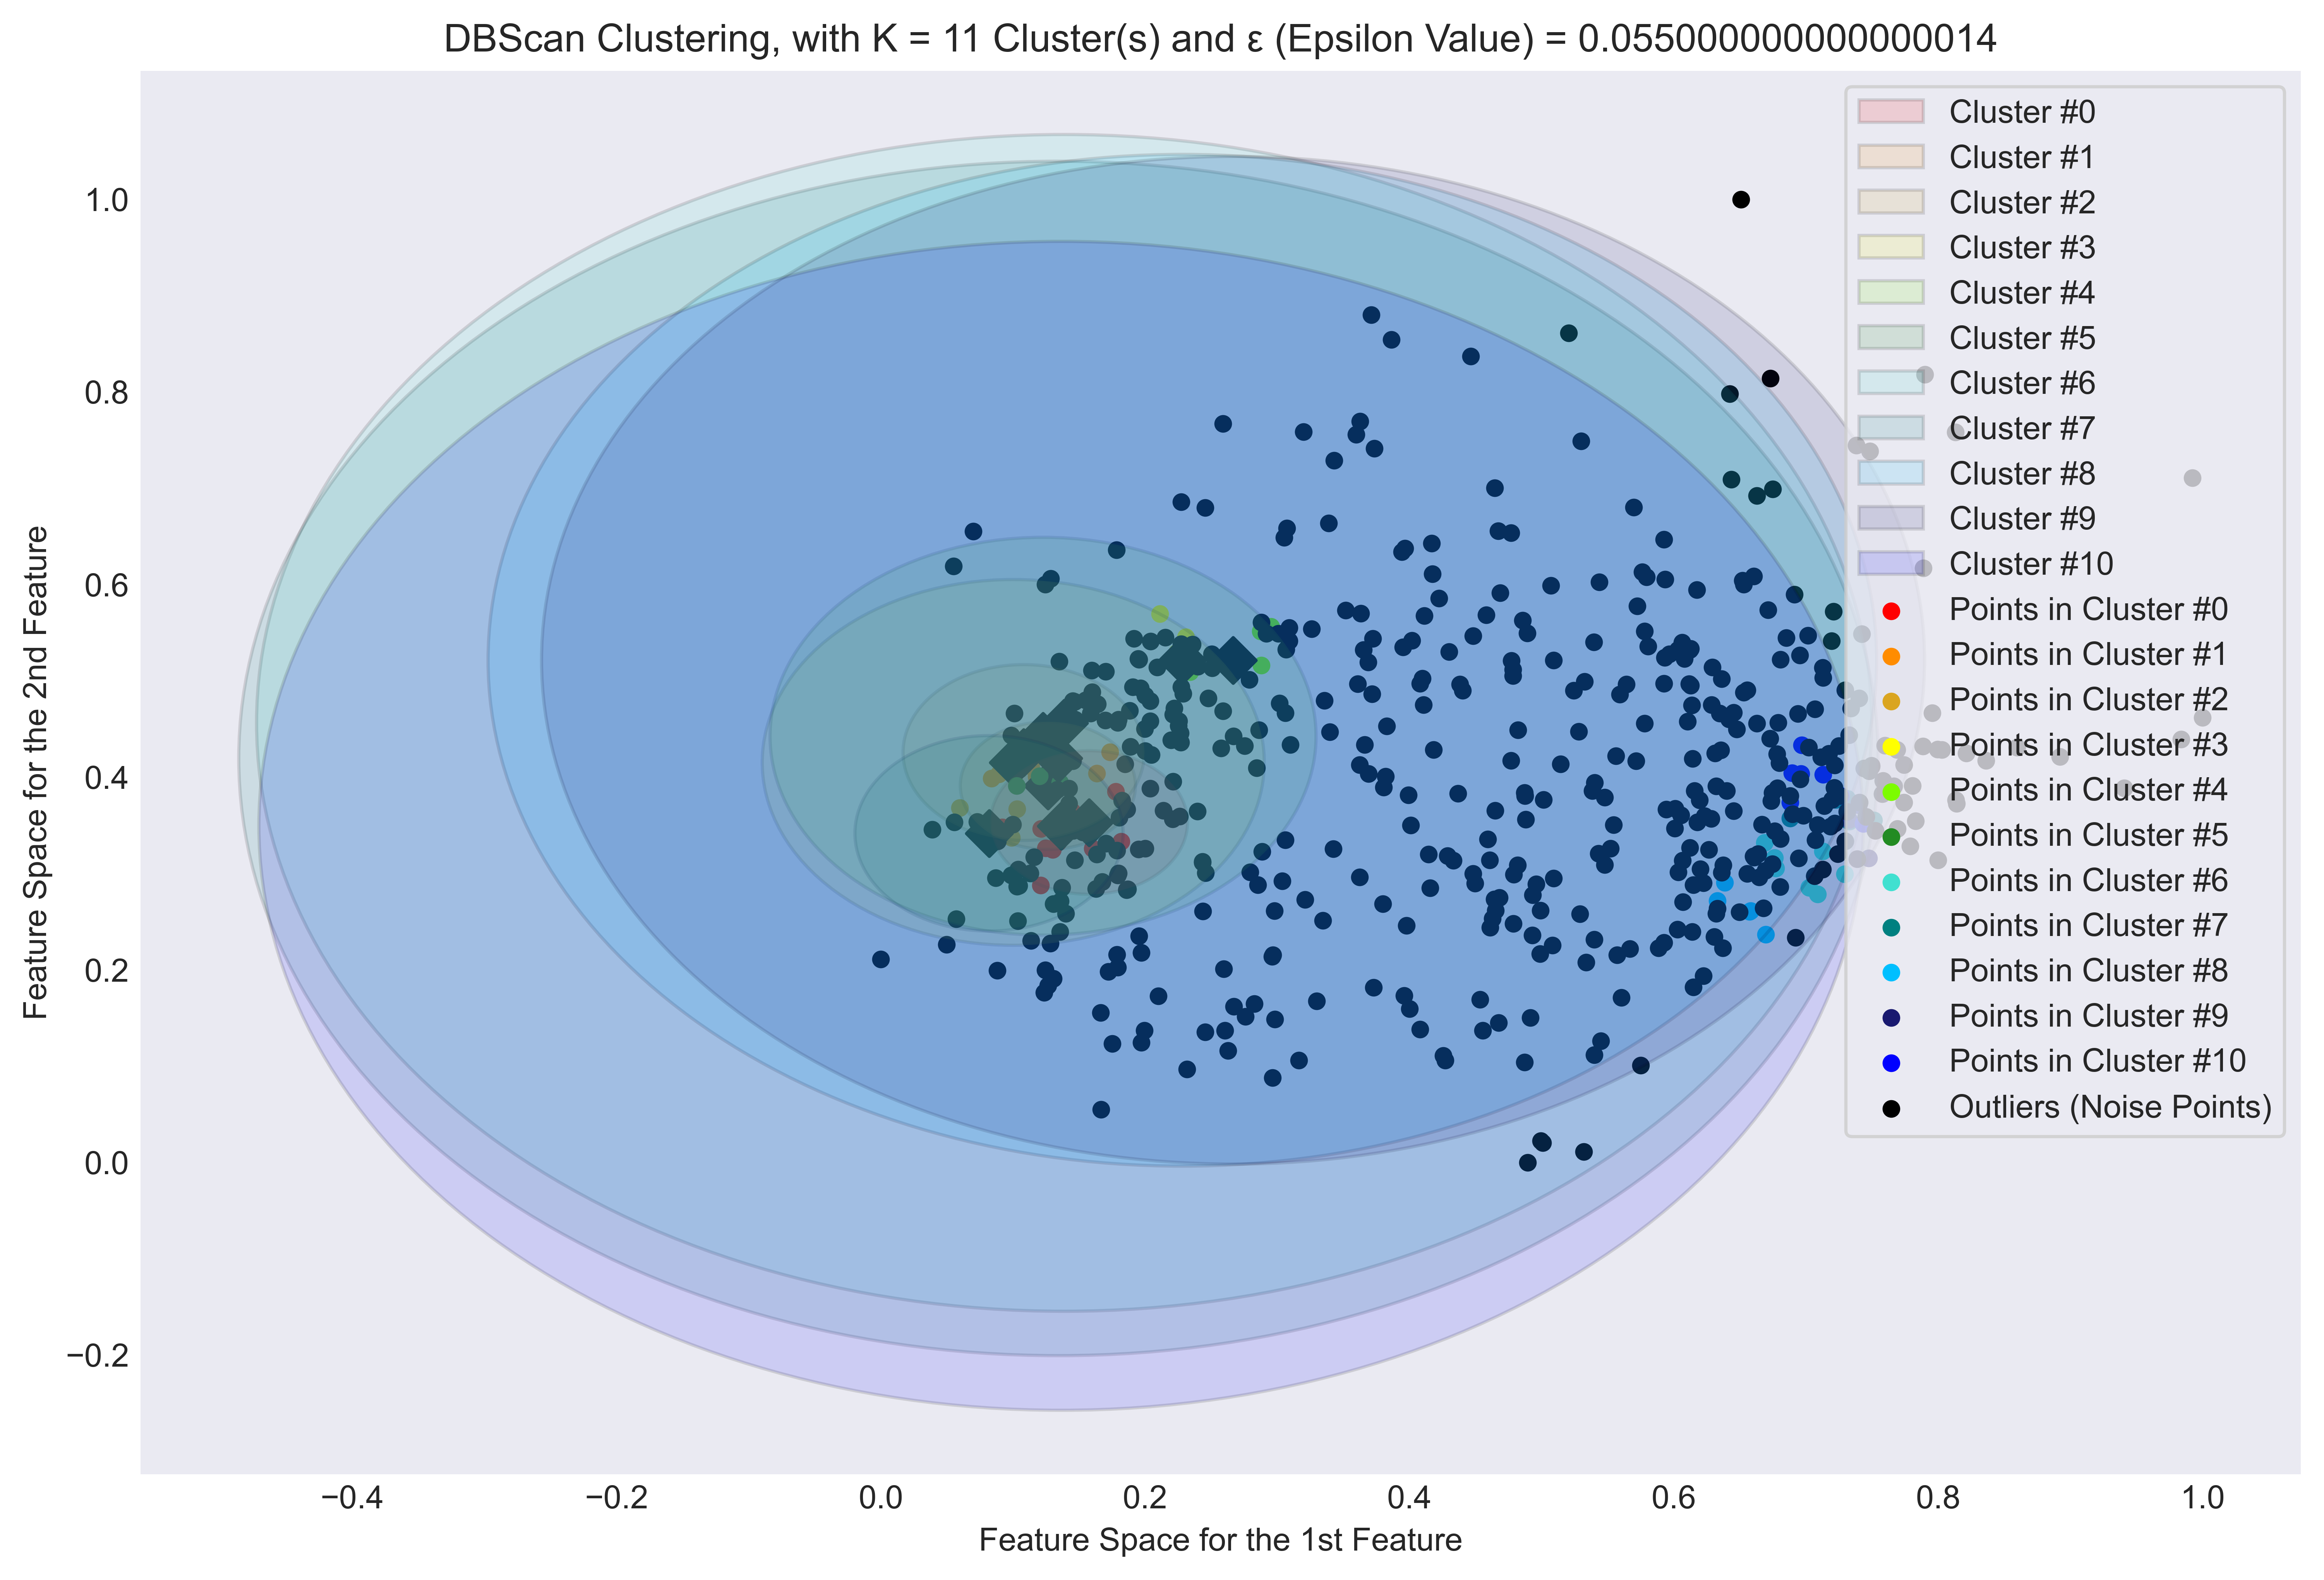 DBScan Clustering, with K = 11 Cluster(s) and ε (Epsilon Value) = 0.055000000000000014
Cluster #0
Cluster #1
Cluster #2
Cluster #3
Cluster #4
Cluster #5
Cluster #6
Cluster #7
Cluster #8
Cluster #9
Cluster #10
Points in Cluster #0
Points in Cluster #1
Points in Cluster #2
Points in Cluster #3
Points in Cluster #4
Points in Cluster #5
Points in Cluster #6
Points in Cluster #7
Points in Cluster #8
Points in Cluster #9
Points in Cluster #10
Outliers (Noise Points)
Feature Space for the 2nd Feature
1.0
0.8
0.6
0.4
0.2
0.0
−0.2
−0.4
−0.2
0.0
0.2
0.4
0.6
0.8
1.0
Feature Space for the 1st Feature